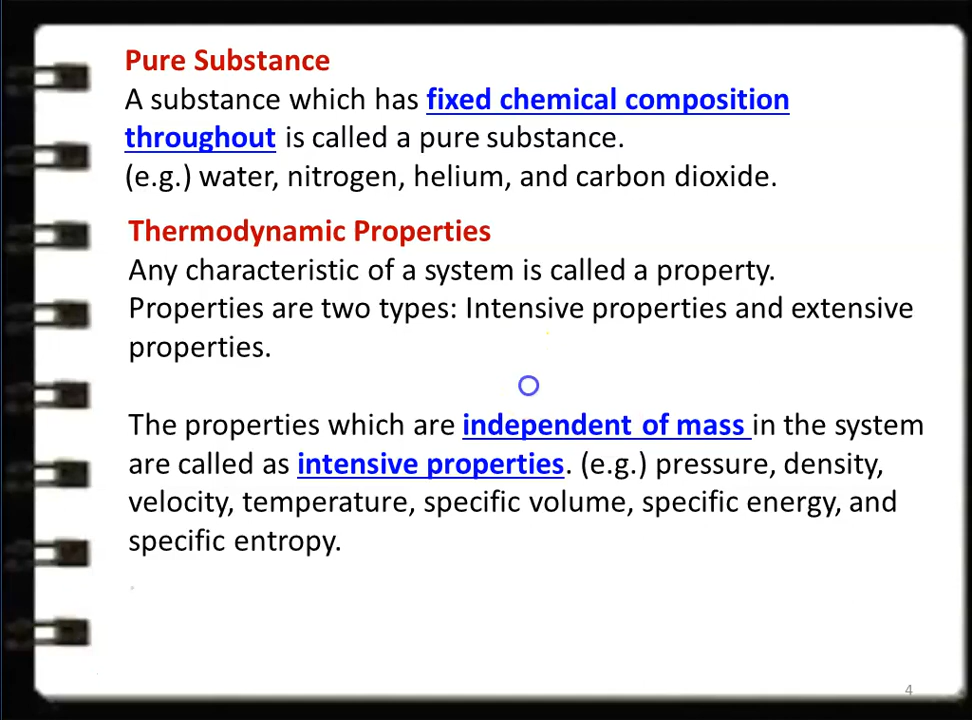 Pure Substance
A substance which has fixed chemical composition
throughout is called a pure substance.
(e.g.) water, nitrogen, helium, and carbon dioxide.
Thermodynamic Properties
Any characteristic of a system is called a property.
Properties are two types: Intensive properties and extensive
properties.
The properties which are independent of mass in the system
are called as intensive properties. (e.g.) pressure, density,
velocity, temperature, specific volume, specific energy, and
specific entropy.
4